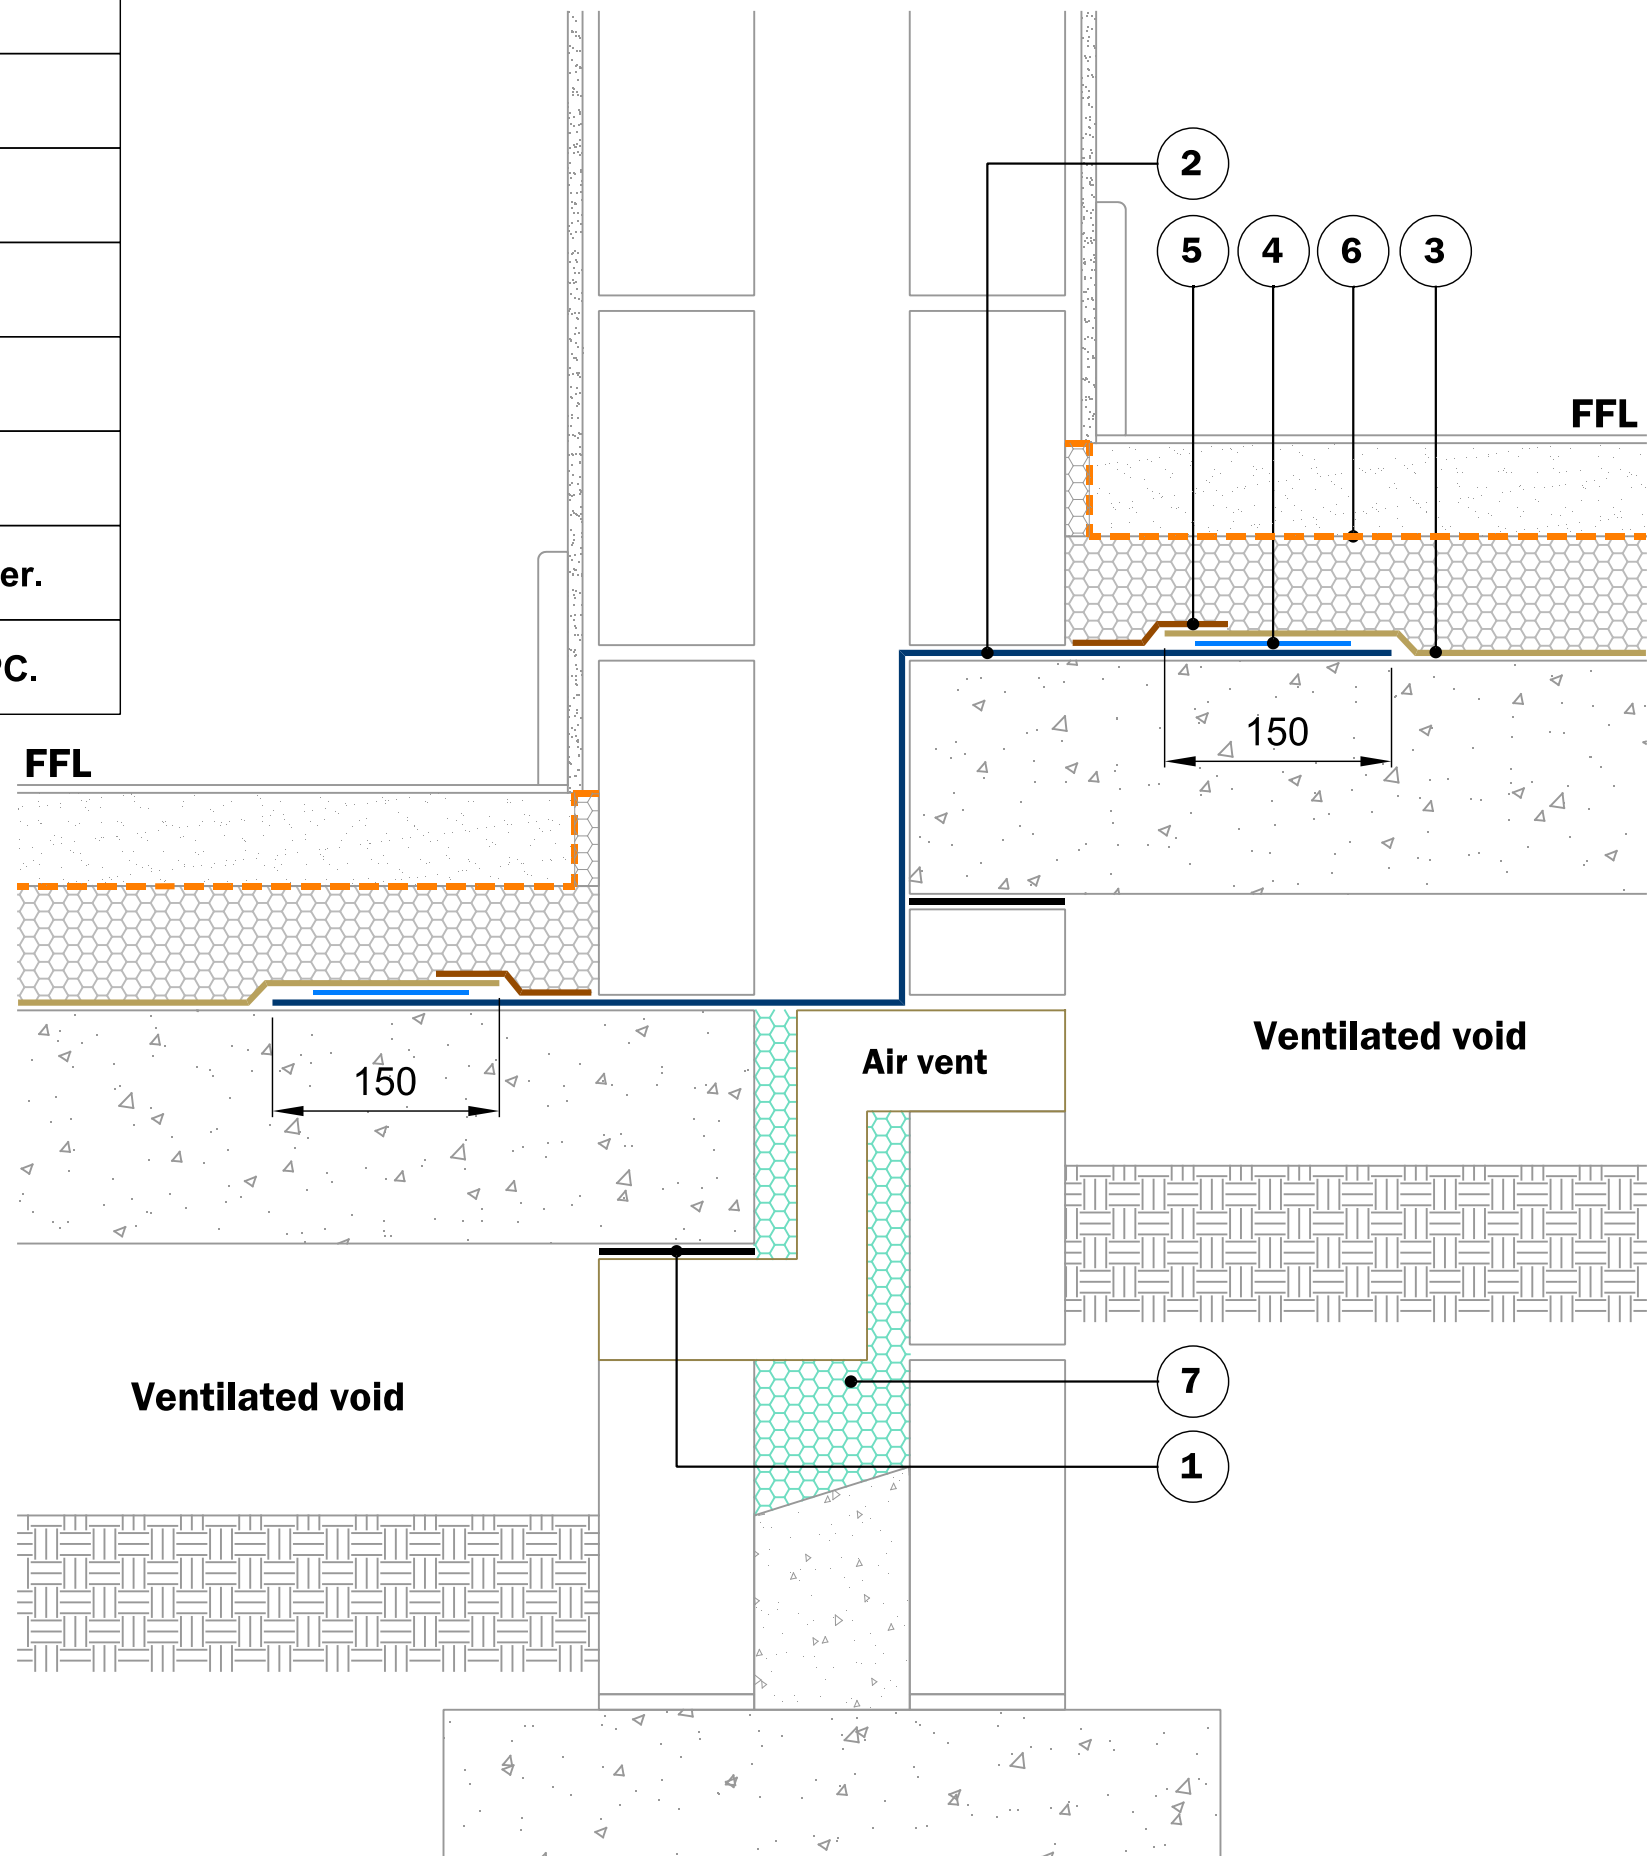 2
5 4 6 3
FFL
er.
150
C.
FFL
Ventilated void
Air vent
150
7
Ventilated void
1